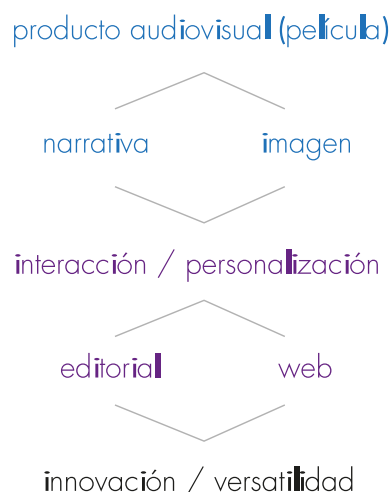 producto audiovisual (película)
narrativa imagen
interacción / personalización
editorial web
innovación / versatilidad